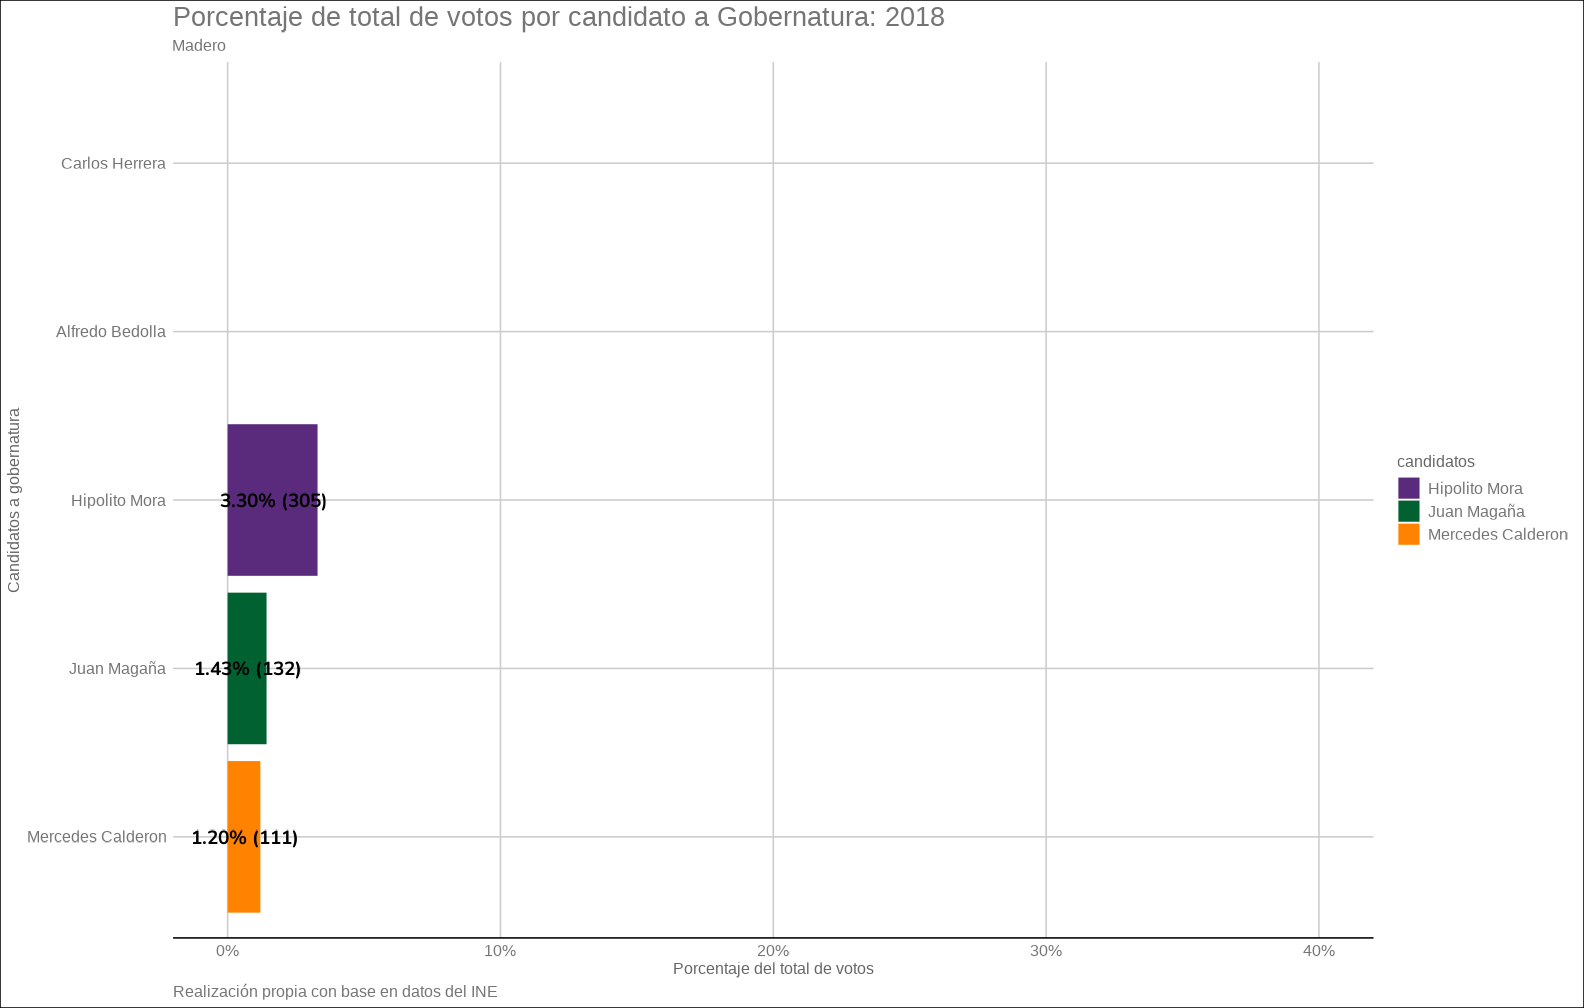 Porcentaje de total de votos por candidato a Gobernatura: 2018
Madero
Candidatos a gobernatura
Carlos Herrera
Alfredo Bedolla
Hipolito Mora
3.30% (305)
Juan Magaña
1.43% (132)
Mercedes Calderon
1.20% (111)
0% 10% 20% 30% 40%
Porcentaje del total de votos
Realización propia con base en datos del INE
candidatos
Hipolito Mora
Juan Magaña
Mercedes Calderon